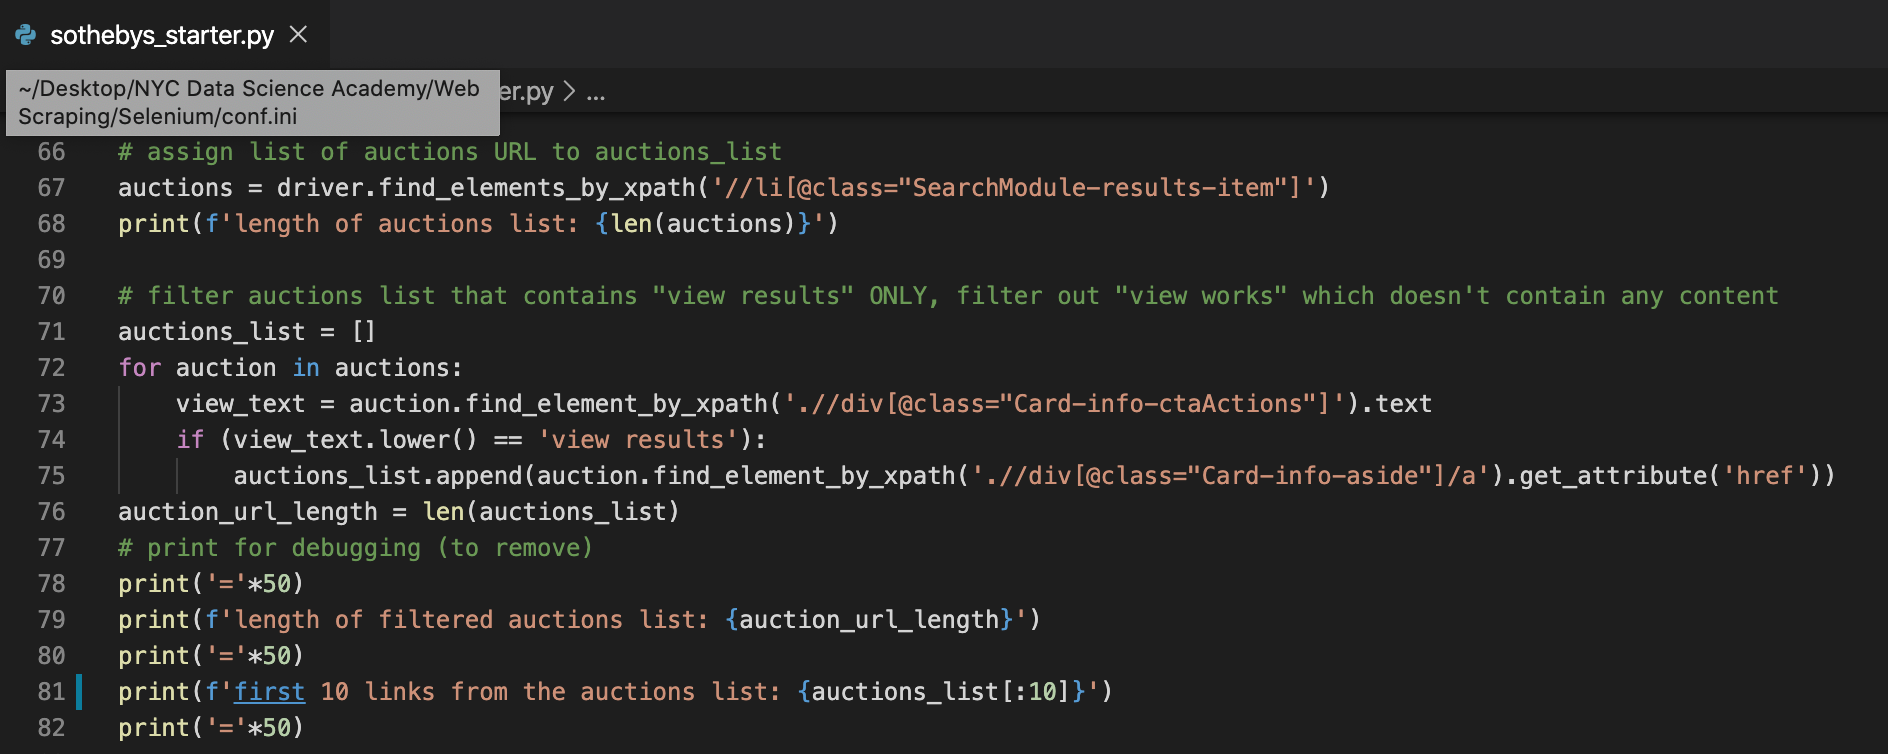 sothebys_starter.py
~/Desktop/NYC Data Science Academy/Web
Scraping/Selenium/conf.ini
er.py > ...
66 # assign list of auctions URL to auctions_list
67 auctions = driver.find_elements_by_xpath('//li[@class="SearchModule-results-item"]')
68 print(f'length of auctions list: {len(auctions)}')
69
70 # filter auctions list that contains "view results" ONLY, filter out "view works" which doesn't contain any content
71 auctions_list = []
72 for auction in auctions:
73     view_text = auction.find_element_by_xpath('.//div[@class="Card-info-ctaActions"]').text
74     if (view_text.lower() == 'view results'):
75         auctions_list.append(auction.find_element_by_xpath('.//div[@class="Card-info-aside"]/a').get_attribute('href'))
76 auction_url_length = len(auctions_list)
77 # print for debugging (to remove)
78 print('='*50)
79 print(f'length of filtered auctions list: {auction_url_length}')
80 print('='*50)
81 print(f'first 10 links from the auctions list: {auctions_list[:10]}')
82 print('='*50)